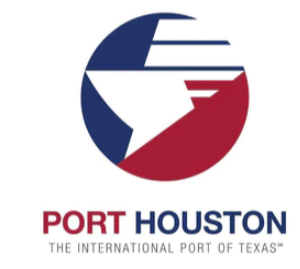 PORT HOUSTON
THE INTERNATIONAL PORT OF TEXAS℠